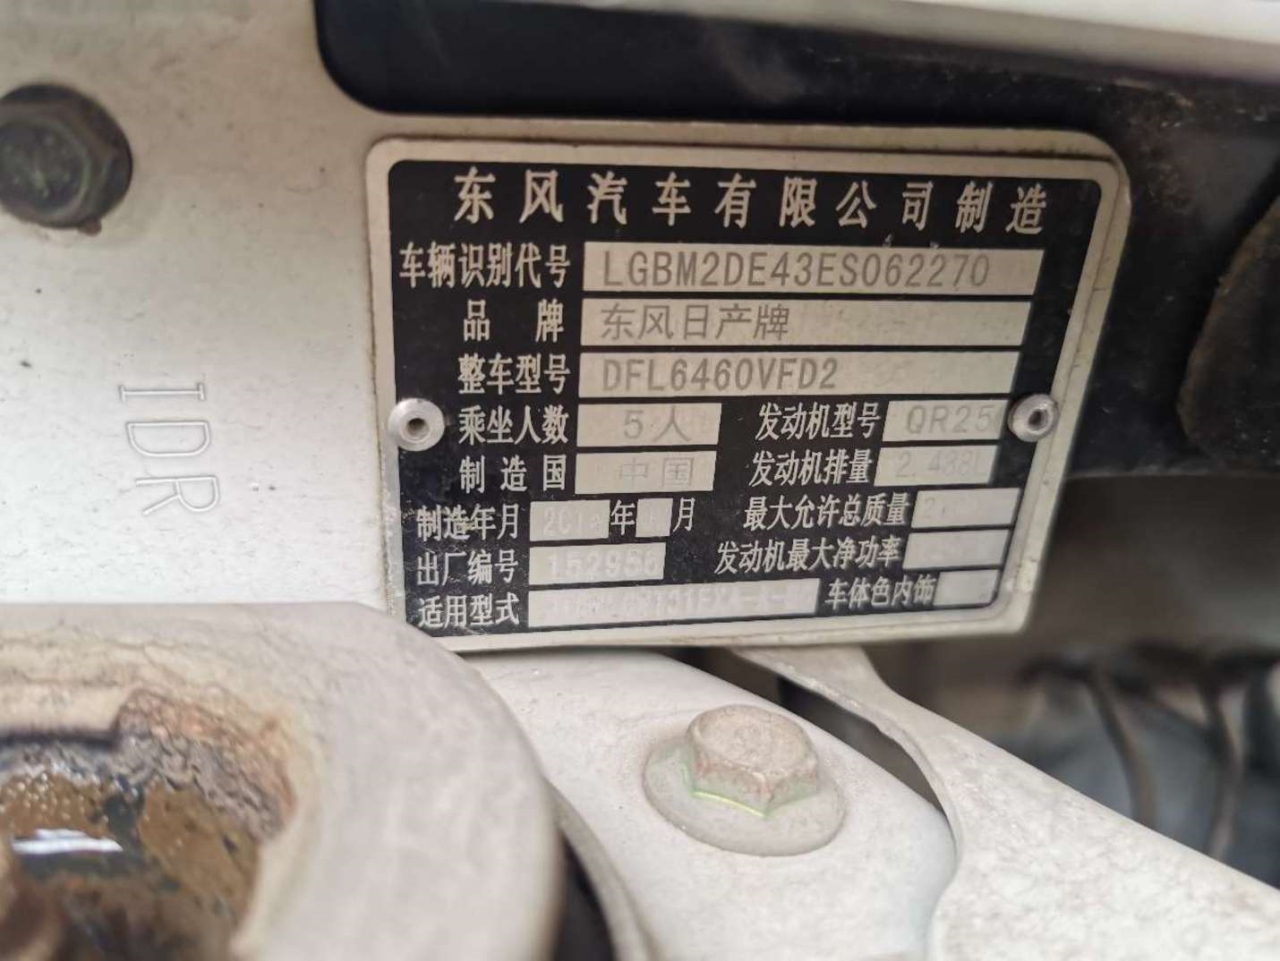 东风汽车有限公司制造
车辆识别代号 LGBM2DE43ES062270
品牌 东风日产牌
整车型号 DFL6460VFD2
乘坐人数 5人 发动机型号 QR25
制造国 中国 发动机排量 2.488L
制造年月 年 月 最大允许总质量
出厂编号 152956 发动机最大净功率
适用型式 车体色内饰
IDR